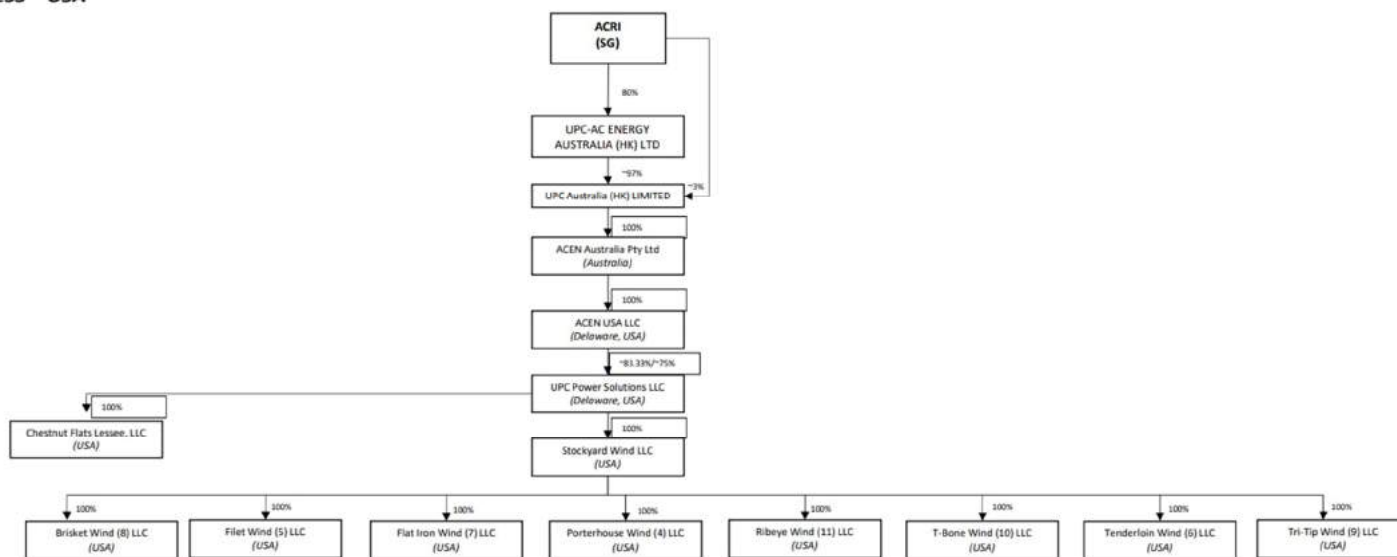 USA
ACRI
(SG)
80%
UPC-AC ENERGY
AUSTRALIA (HK) LTD
~97%
~3%
UPC Australia (HK) LIMITED
100%
ACEN Australia Pty Ltd
(Australia)
100%
ACEN USA LLC
(Delaware, USA)
~83.33%/~75%
UPC Power Solutions LLC
(Delaware, USA)
100%
100%
Chestnut Flats Lessee, LLC
(USA)
Stockyard Wind LLC
(USA)
100% 100% 100% 100% 100% 100% 100% 100%
Brisket Wind (8) LLC
(USA)
Filet Wind (5) LLC
(USA)
Flat Iron Wind (7) LLC
(USA)
Porterhouse Wind (4) LLC
(USA)
Ribeye Wind (11) LLC
(USA)
T-Bone Wind (10) LLC
(USA)
Tenderloin Wind (6) LLC
(USA)
Tri-Tip Wind (9) LLC
(USA)